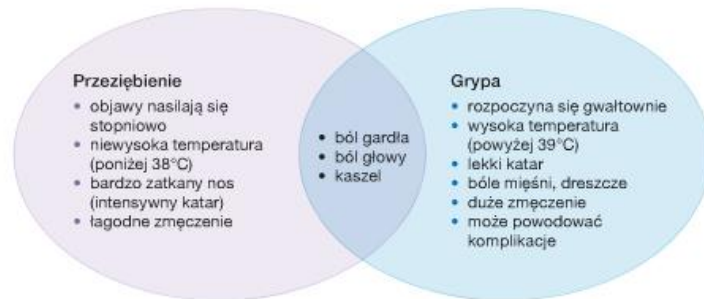 Przeziębienie
• objawy nasilają się
stopniowo
• niewysoka temperatura
(poniżej 38°C)
• bardzo zatkany nos
(intensywny katar)
• łagodne zmęczenie
• ból gardła
• ból głowy
• kaszel
Grypa
• rozpoczyna się gwałtownie
• wysoka temperatura
(powyżej 39°C)
• lekki katar
• bóle mięśni, dreszcze
• duże zmęczenie
• może powodować
komplikacje